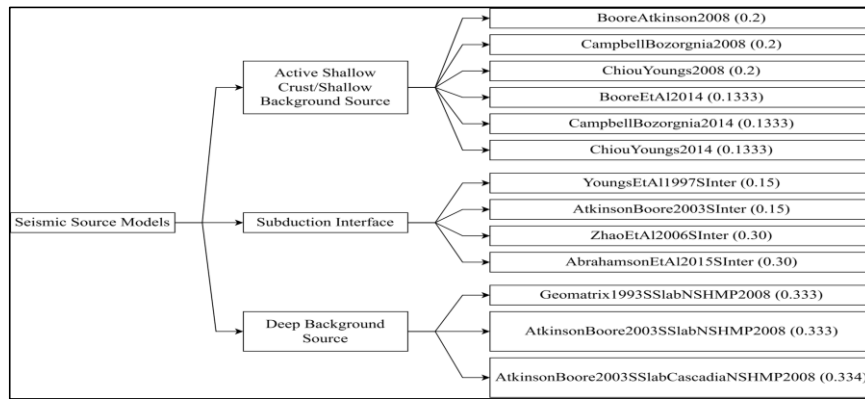 BooreAtkinson2008 (0.2)
CampbellBozorgnia2008 (0.2)
Active Shallow
Crust/Shallow
Background Source
ChiouYoungs2008 (0.2)
BooreEtAl2014 (0.1333)
CampbellBozorgnia2014 (0.1333)
ChiouYoungs2014 (0.1333)
Seismic Source Models
Subduction Interface
YoungsEtAl1997SInter (0.15)
AtkinsonBoore2003SInter (0.15)
ZhaoEtAl2006SInter (0.30)
AbrahamsonEtAl2015SInter (0.30)
Deep Background
Source
Geomatrix1993SSlabNSHMP2008 (0.333)
AtkinsonBoore2003SSlabNSHMP2008 (0.333)
AtkinsonBoore2003SSlabCascadiaNSHMP2008 (0.334)